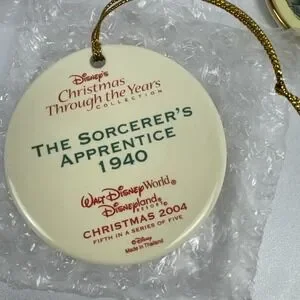 Disney's
Christmas
Through the Years
COLLECTION
THE SORCERER'S
APPRENTICE
1940
Walt Disney World®
Disneyland®
RESORT
CHRISTMAS 2004
FIFTH IN A SERIES OF FIVE
©Disney
Made in Thailand